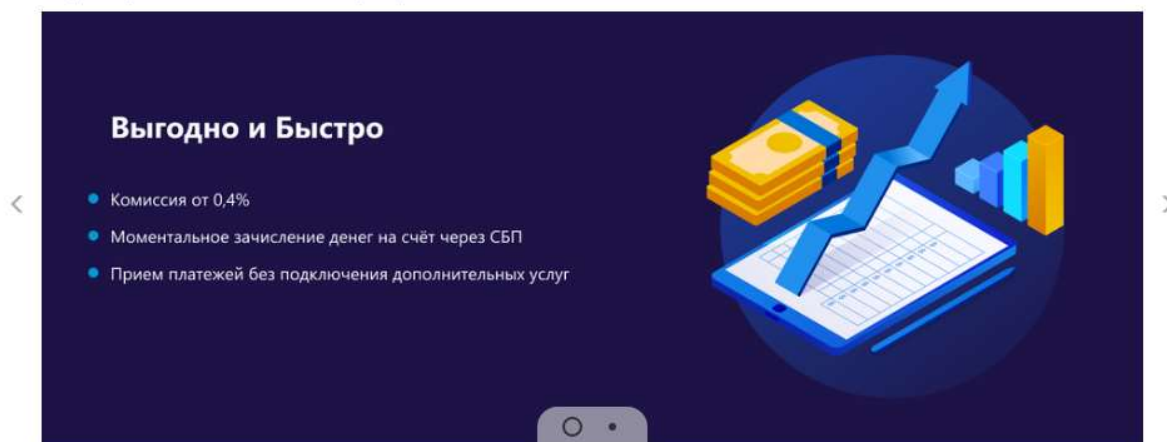 Выгодно и Быстро
Комиссия от 0,4%
Моментальное зачисление денег на счёт через СБП
Прием платежей без подключения дополнительных услуг